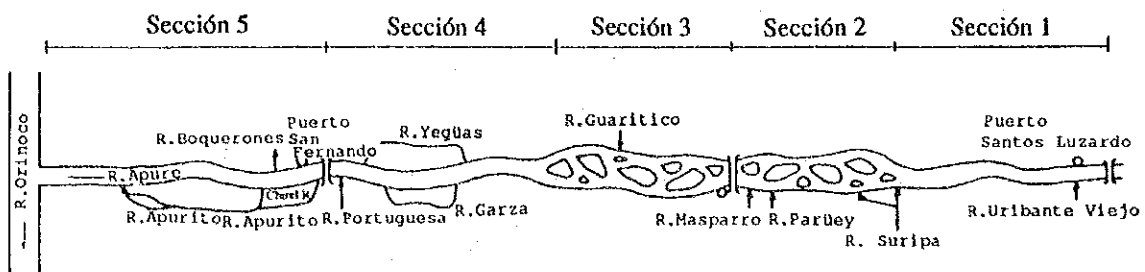 Sección 5 Sección 4 Sección 3 Sección 2 Sección 1
R.Orinoco
R.Boquerones
Puerto
San
Fernando
R.Yegüas
R.Guaritico
Puerto
Santos Luzardo
R.Apure
R.Apurito
R.Apurito
R.Portuguesa
R.Garza
R.Masparro
R.Parüey
R. Suripa
R.Uribante Viejo